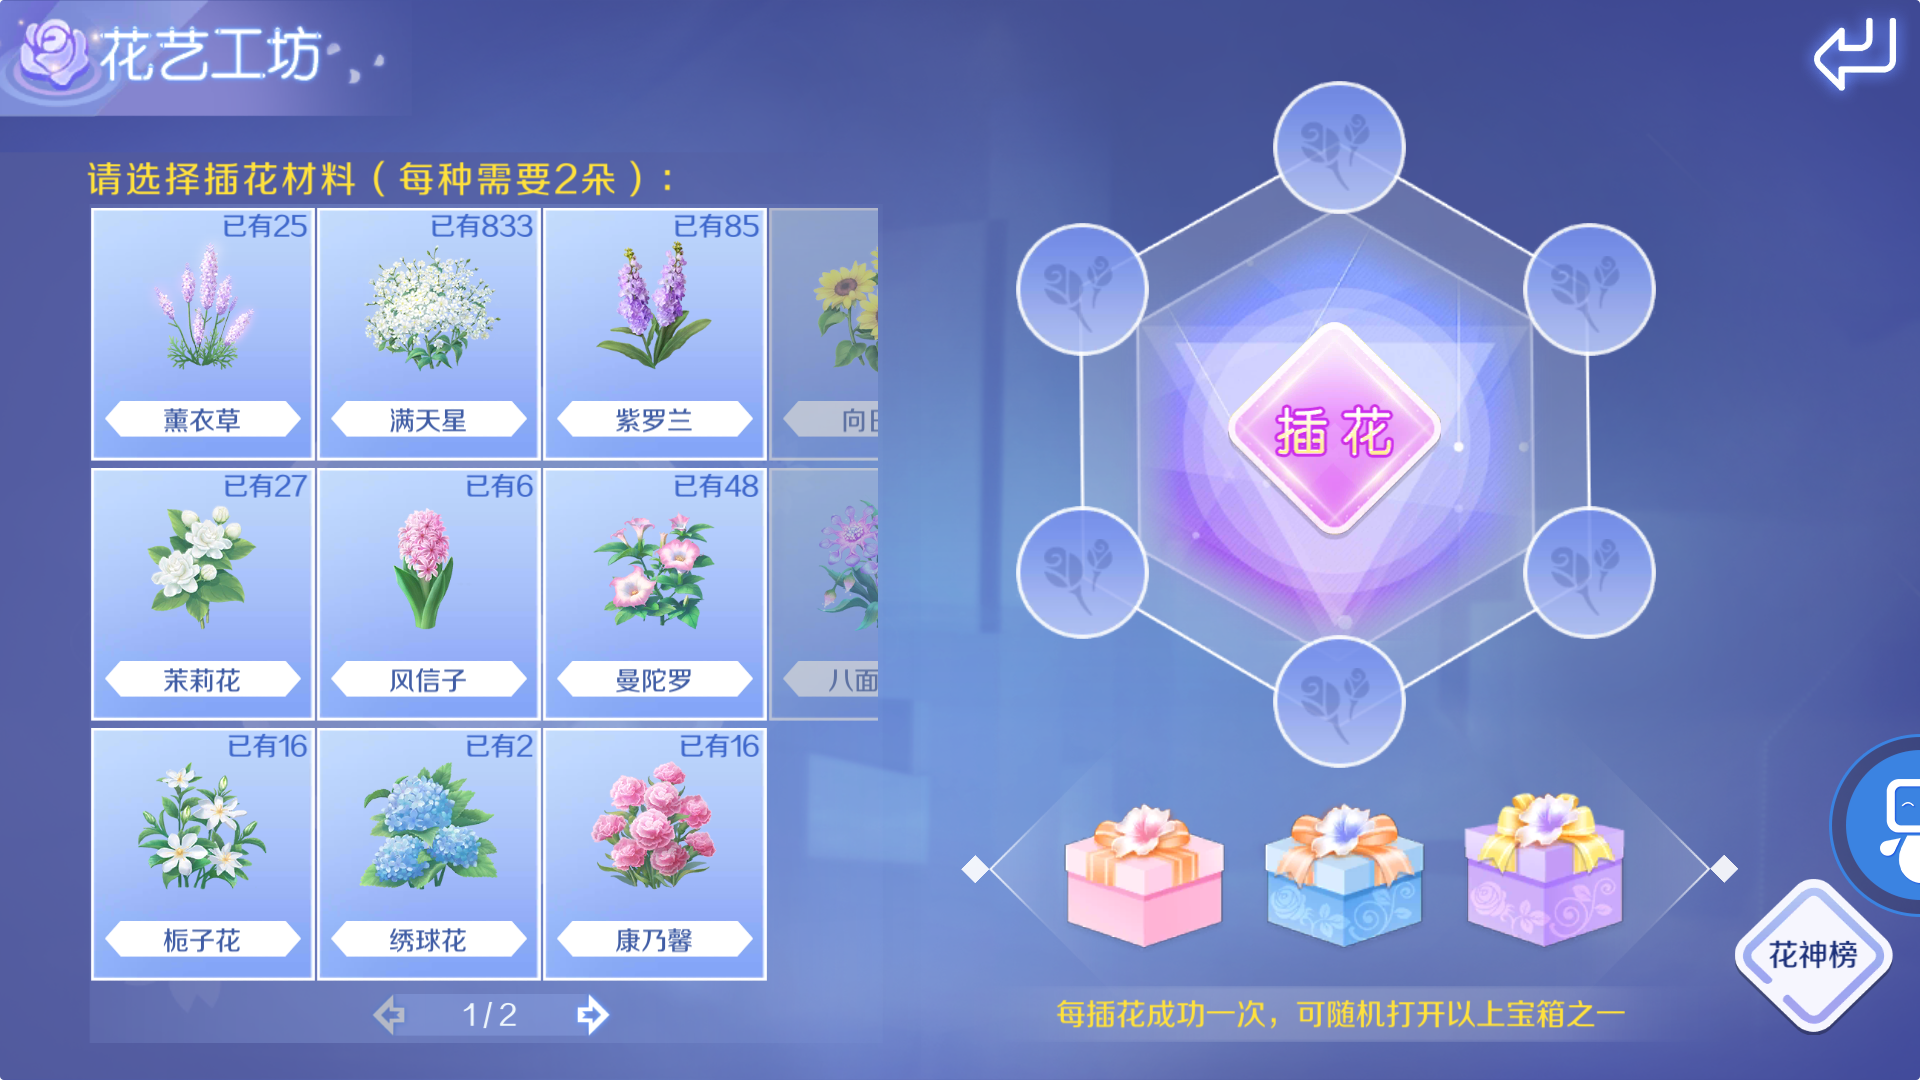 花艺工坊
请选择插花材料（每种需要2朵）：
已有25
已有833
已有85
薰衣草
满天星
紫罗兰
向日
已有27
已有6
已有48
茉莉花
风信子
曼陀罗
八面
已有16
已有2
已有16
栀子花
绣球花
康乃馨
1/2
插花
每插花成功一次，可随机打开以上宝箱之一
花神榜